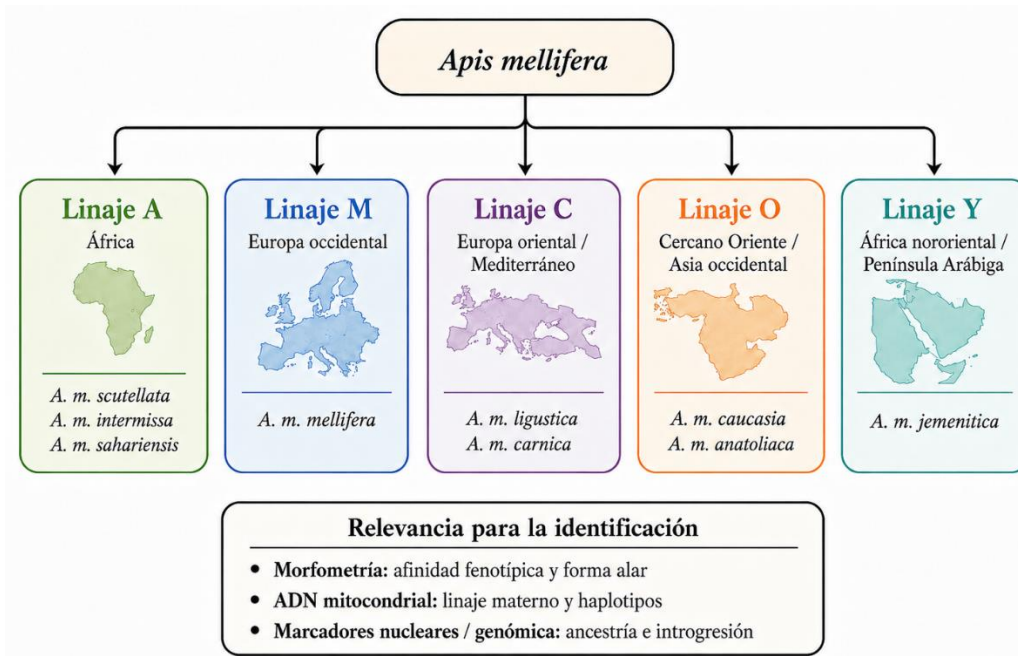 Apis mellifera
Linaje A
África
A. m. scutellata
A. m. intermissa
A. m. sahariensis
Linaje M
Europa occidental
A. m. mellifera
Linaje C
Europa oriental /
Mediterráneo
A. m. ligustica
A. m. carnica
Linaje O
Cercano Oriente /
Asia occidental
A. m. caucasia
A. m. anatoliaca
Linaje Y
África nororiental /
Península Arábiga
A. m. jemenitica
Relevancia para la identificación
• Morfometría: afinidad fenotípica y forma alar
• ADN mitocondrial: linaje materno y haplotipos
• Marcadores nucleares / genómica: ancestría e introgresión